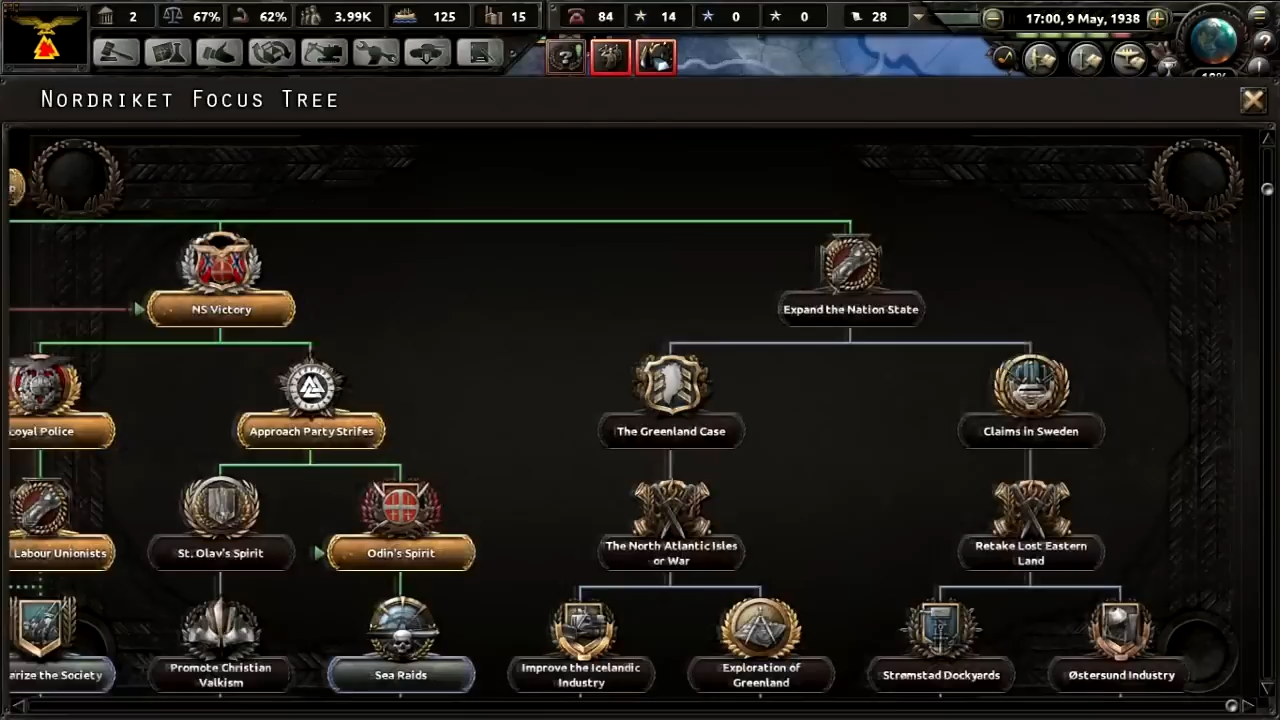 2 67% 62% 3.99K 125 15 84 14 0 0 28 17:00, 9 May, 1938
Nordriket Focus Tree
NS Victory
Expand the Nation State
oyal Police
Approach Party Strifes
The Greenland Case
Claims in Sweden
Labour Unionists
St. Olav's Spirit
Odin's Spirit
The North Atlantic Isles
or War
Retake Lost Eastern
Land
arize the Society
Promote Christian
Valkism
Sea Raids
Improve the Icelandic
Industry
Exploration of
Greenland
Strømstad Dockyards
Østersund Industry